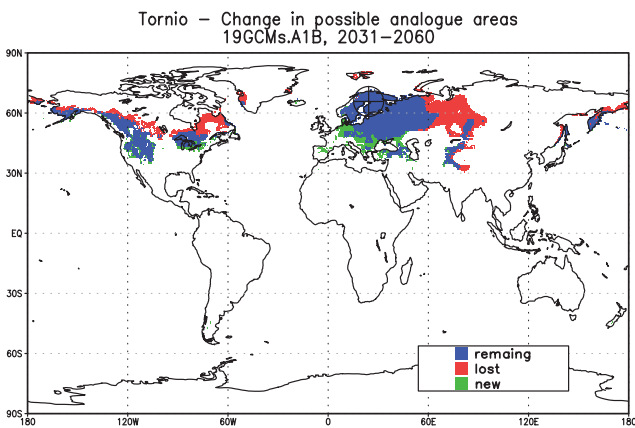 Tornio – Change in possible analogue areas
19GCMs.A1B, 2031–2060
90N
60N
30N
EQ
30S
60S
90S
180 120W 60W 0 60E 120E 180
remaing
lost
new